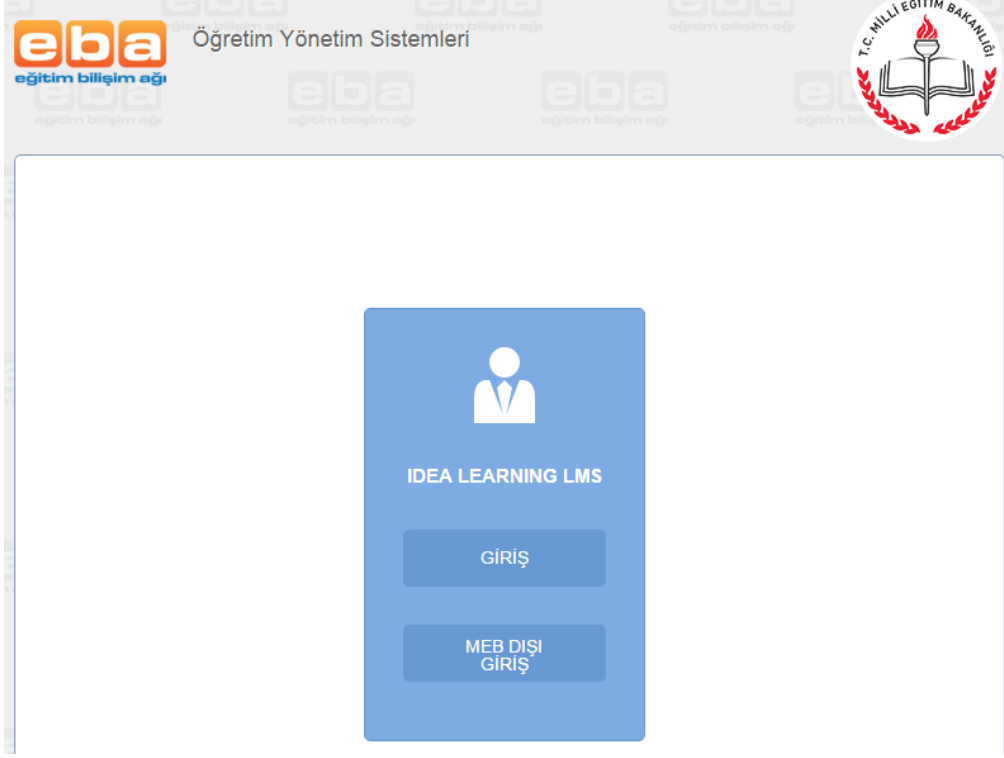 eba
eğitim bilişim ağı
Öğretim Yönetim Sistemleri
T.C. MİLLİ EĞİTİM BAKANLIĞI
IDEA LEARNING LMS
GİRİŞ
MEB DIŞI
GİRİŞ